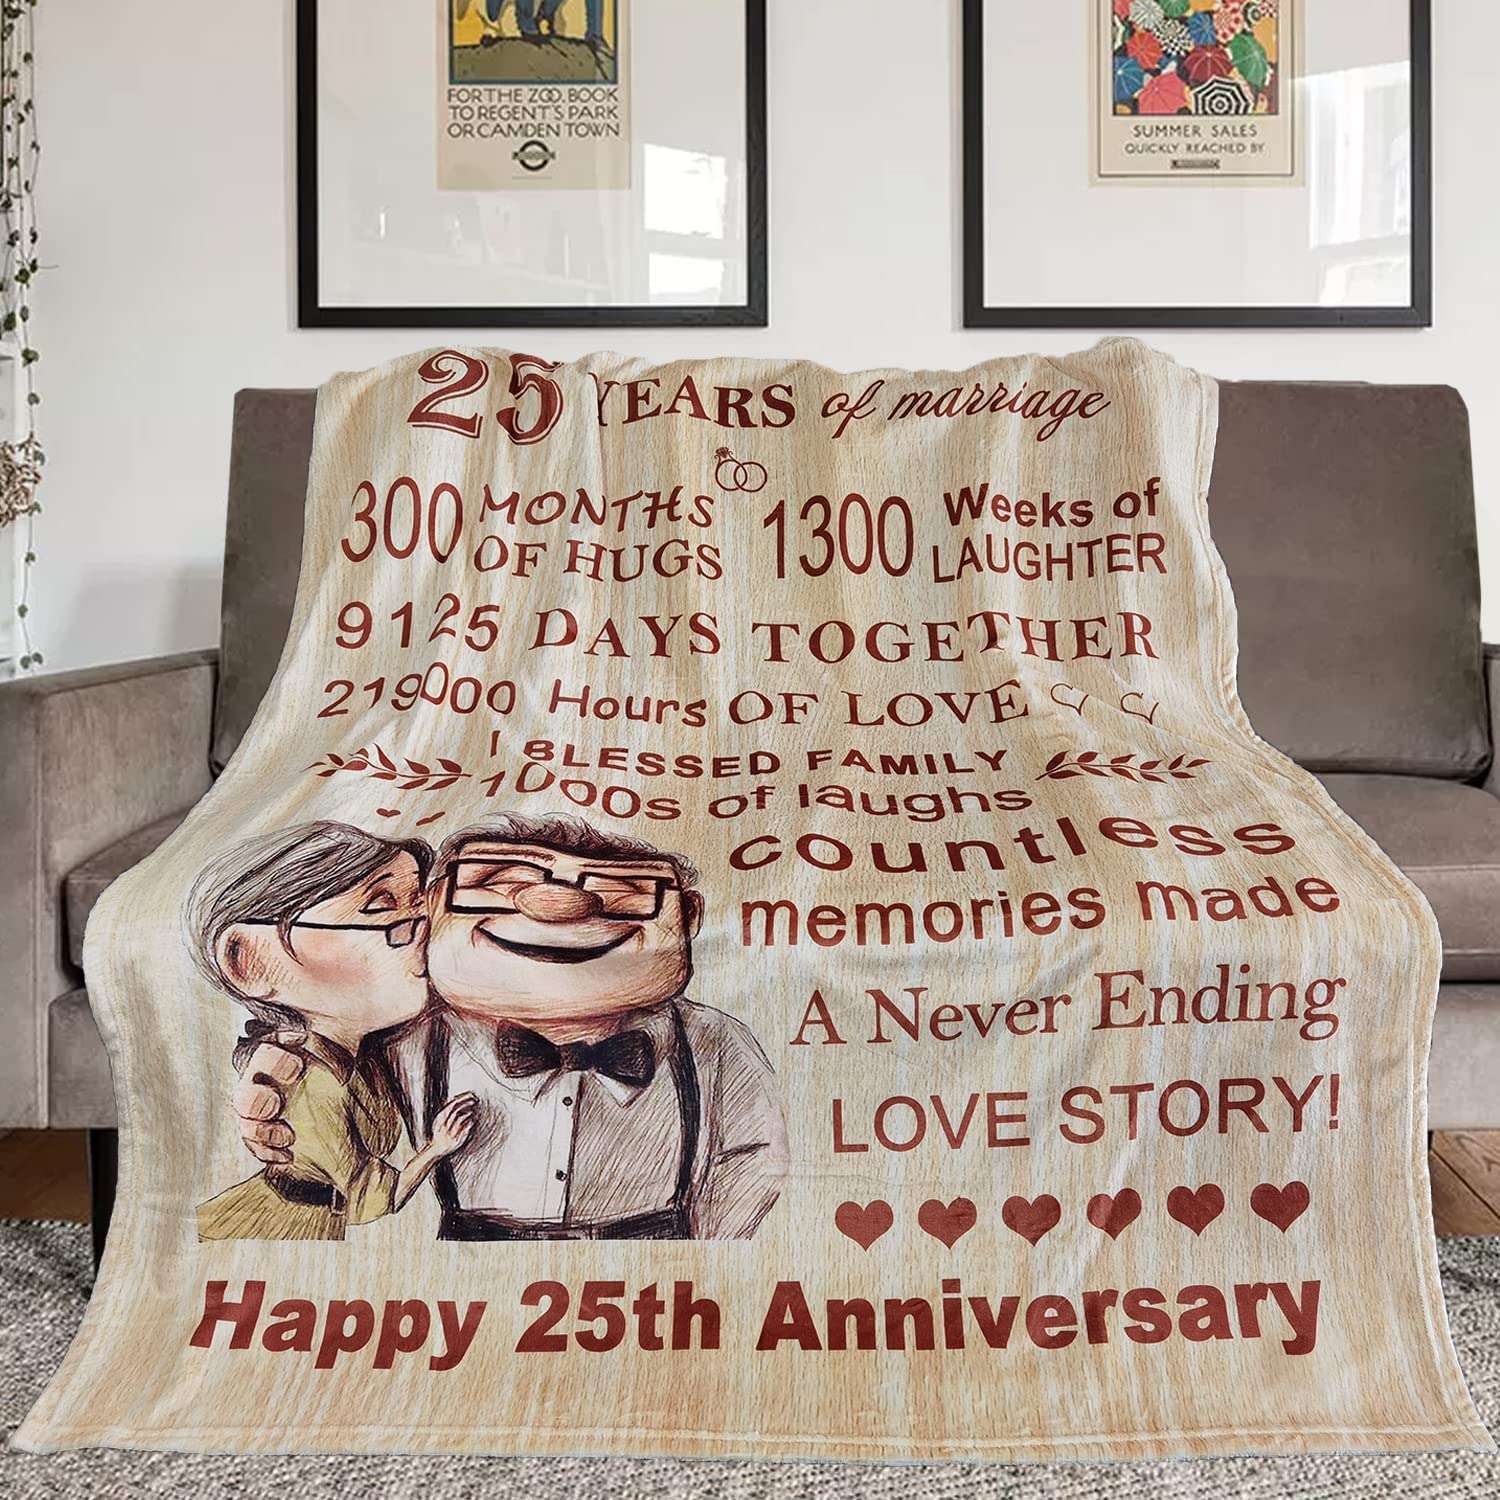 FOR THE ZOO, BOOK
TO REGENT'S PARK
OR CAMDEN TOWN
SUMMER SALES
QUICKLY REACHED BY
25 YEARS of marriage
300 MONTHS OF HUGS
1300 Weeks of LAUGHTER
9125 DAYS TOGETHER
219000 Hours OF LOVE
1 BLESSED FAMILY
1000s of laughs
countless
memories made
A Never Ending
LOVE STORY!
Happy 25th Anniversary